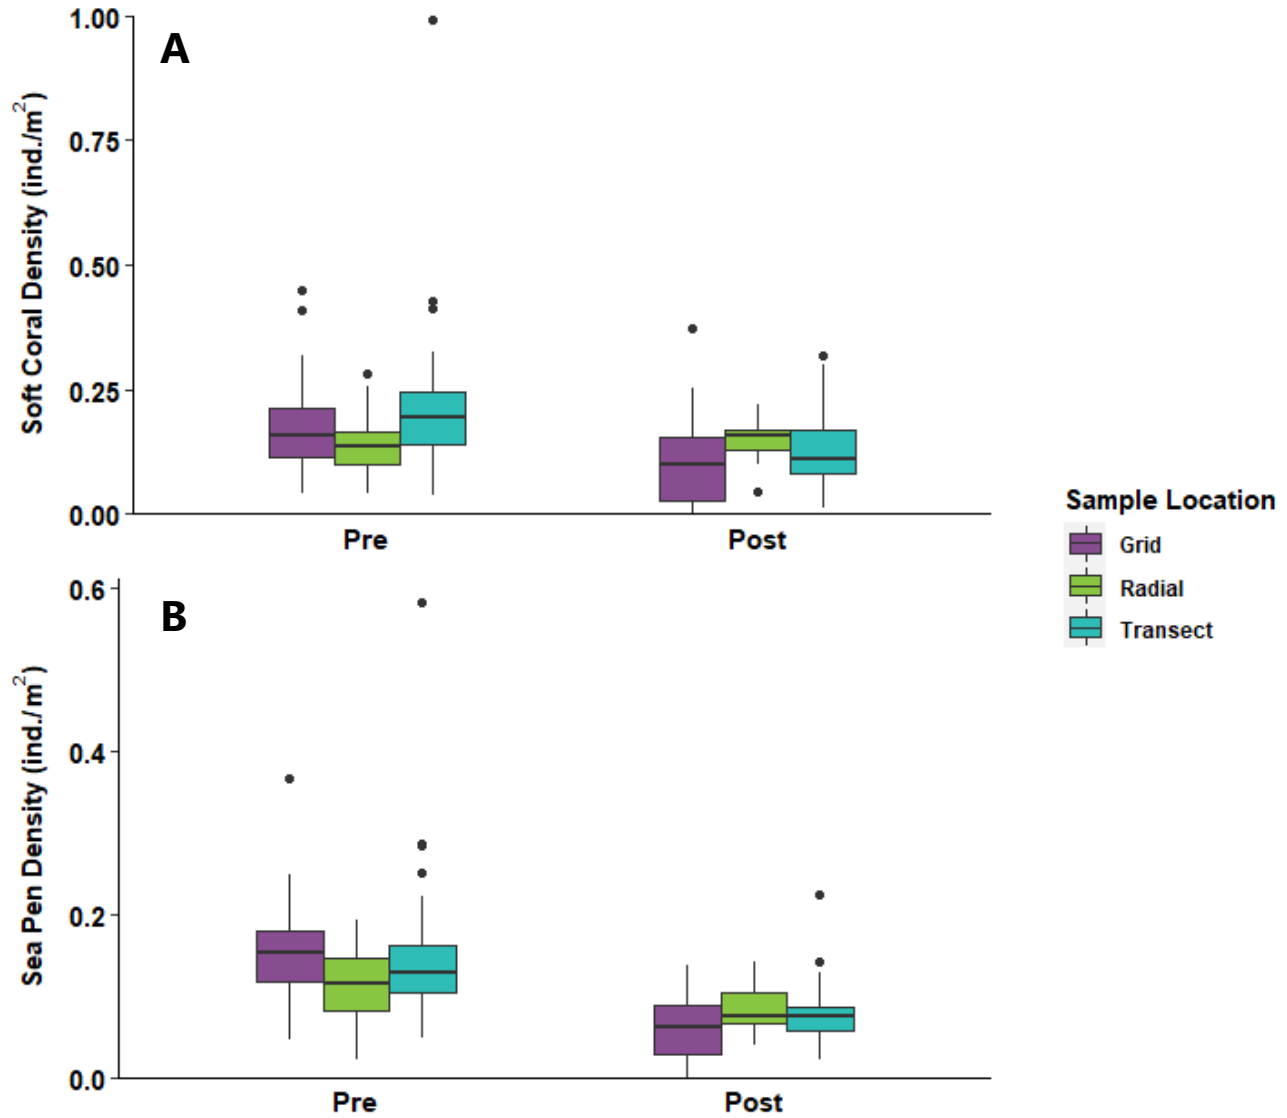 A
Soft Coral Density (ind./m²)
1.00
0.75
0.50
0.25
0.00
Pre Post
B
Sea Pen Density (ind./m²)
0.6
0.4
0.2
0.0
Pre Post
Sample Location
Grid
Radial
Transect